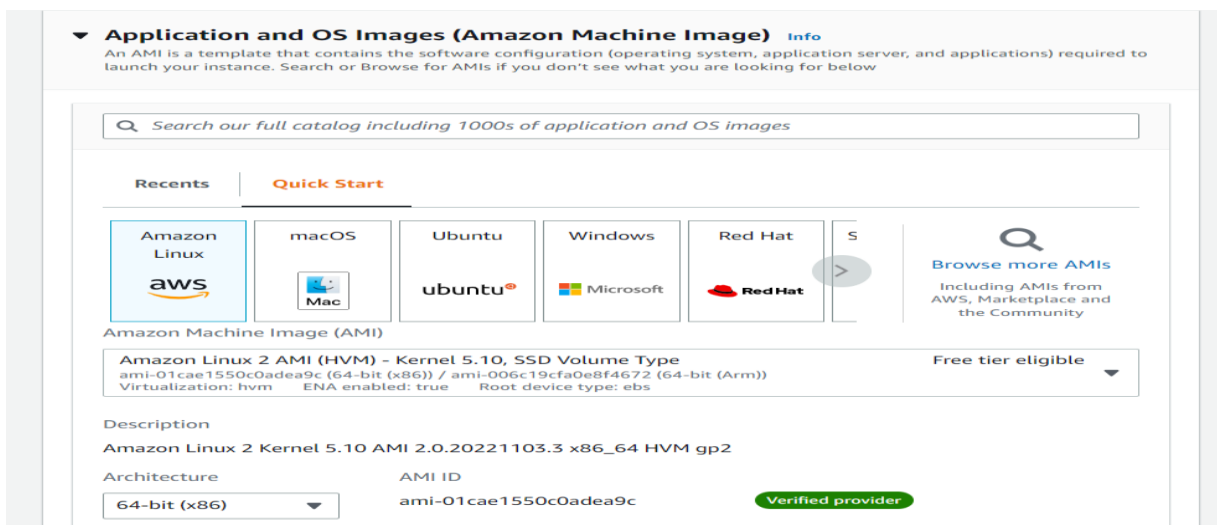 Application and OS Images (Amazon Machine Image) Info
An AMI is a template that contains the software configuration (operating system, application server, and applications) required to
launch your instance. Search or Browse for AMIs if you don't see what you are looking for below
Search our full catalog including 1000s of application and OS images
Recents
Quick Start
Amazon
Linux
aws
macOS
Mac
Ubuntu
ubuntu
Windows
Microsoft
Red Hat
Red Hat
S
Browse more AMIs
Including AMIs from
AWS, Marketplace and
the Community
Amazon Machine Image (AMI)
Amazon Linux 2 AMI (HVM) - Kernel 5.10, SSD Volume Type
Free tier eligible
ami-01cae1550c0adea9c (64-bit (x86)) / ami-006c19cfa0e8f4672 (64-bit (Arm))
Virtualization: hvm ENA enabled: true Root device type: ebs
Description
Amazon Linux 2 Kernel 5.10 AMI 2.0.20221103.3 x86_64 HVM gp2
Architecture
AMI ID
64-bit (x86)
ami-01cae1550c0adea9c
Verified provider